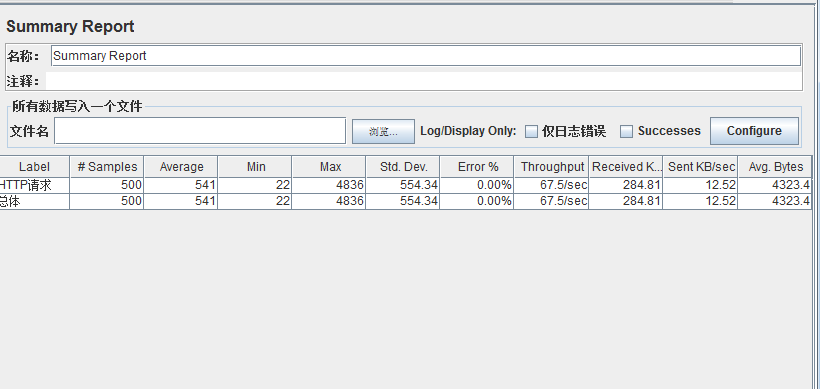 Summary Report
名称： Summary Report
注释：
所有数据写入一个文件
文件名 浏览... Log/Display Only: 仅日志错误 Successes Configure
Label # Samples Average Min Max Std. Dev. Error % Throughput Received K... Sent KB/sec Avg. Bytes
HTTP请求 500 541 22 4836 554.34 0.00% 67.5/sec 284.81 12.52 4323.4
总体 500 541 22 4836 554.34 0.00% 67.5/sec 284.81 12.52 4323.4